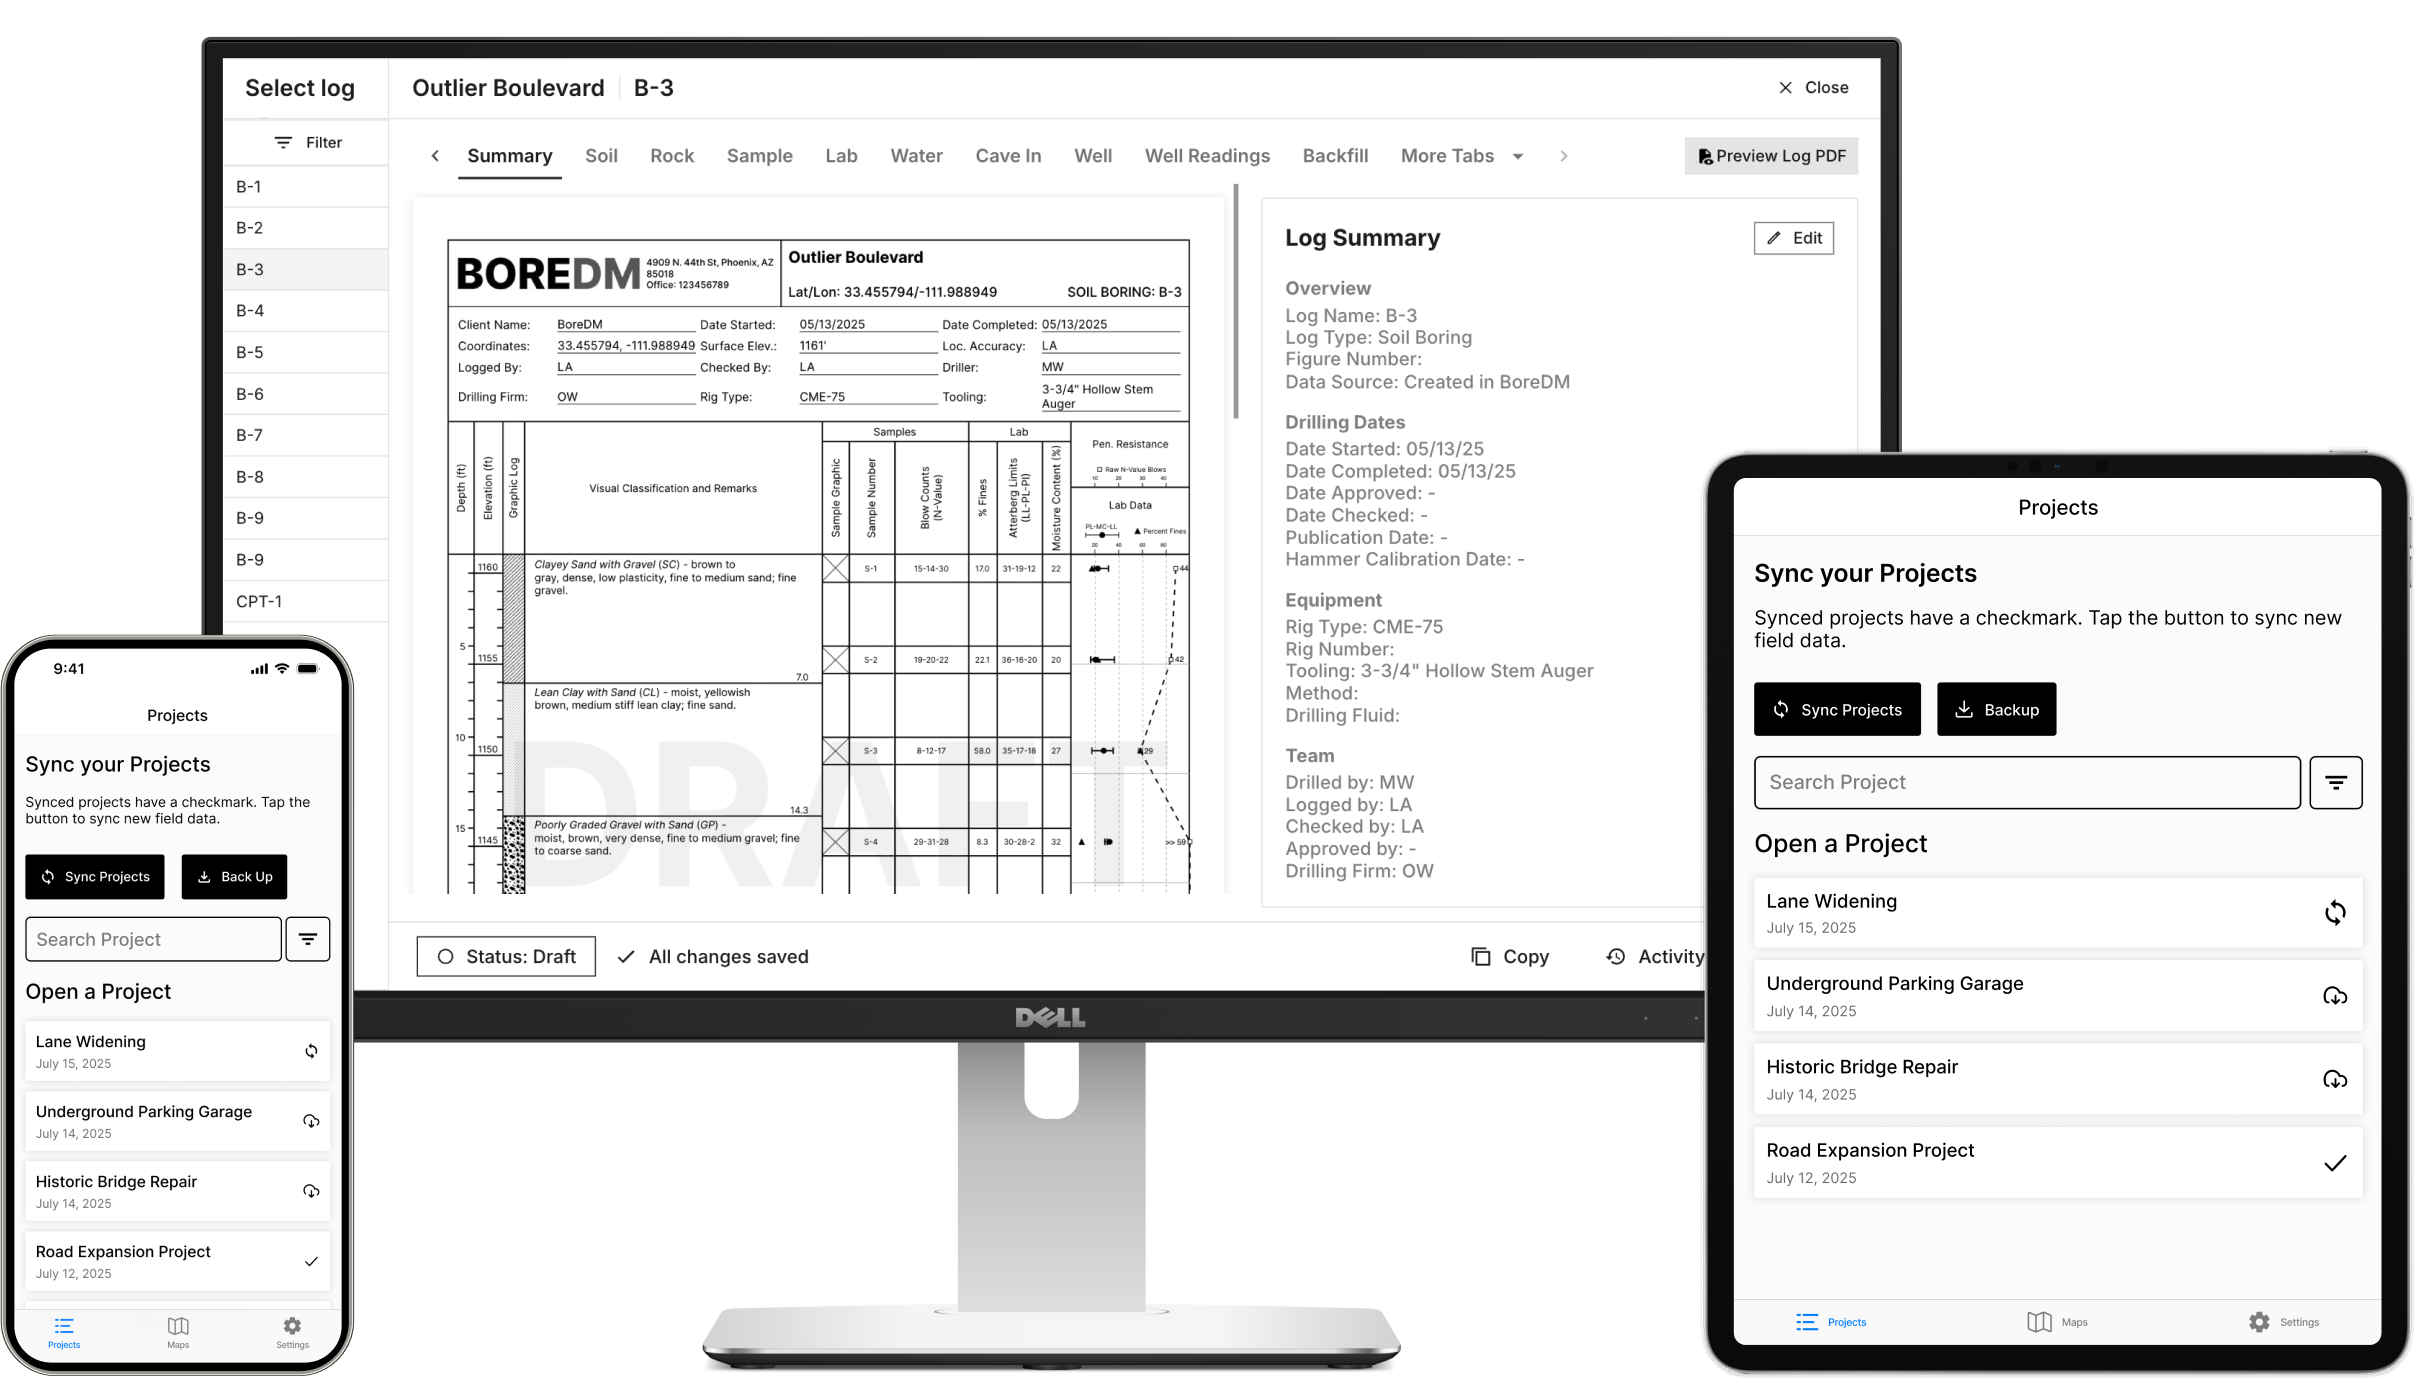 Select log
Outlier Boulevard
B-3
Close
Filter
B-1
B-2
B-3
B-4
B-5
B-6
B-7
B-8
B-9
B-9
CPT-1
Summary
Soil
Rock
Sample
Lab
Water
Cave In
Well
Well Readings
Backfill
More Tabs
Preview Log PDF
BOREDM
4909 N. 44th St, Phoenix, AZ
85018
Office: 123456789
Outlier Boulevard
Lat/Lon: 33.455794/-111.988949
SOIL BORING: B-3
Client Name: BoreDM Date Started: 05/13/2025 Date Completed: 05/13/2025
Coordinates: 33.455794, -111.988949 Surface Elev.: 1161' Loc. Accuracy: LA
Logged By: LA Checked By: LA Driller: MW
Drilling Firm: OW Rig Type: CME-75 Tooling: 3-3/4" Hollow Stem
Auger
Depth (ft)
Elevation (ft)
Graphic Log
Visual Classification and Remarks
Samples
Sample Graphic
Sample Number
Blow Counts
(N-Value)
Lab
% Fines
Atterberg Limits
(LL-PL-PI)
Moisture Content (%)
Pen. Resistance
Raw N-Value Blows
10 20 30 40
Lab Data
PL-MC-LL
Percent Fines
20 40 60 80
1160
Clayey Sand with Gravel (SC) - brown to
gray, dense, low plasticity, fine to medium sand; fine
gravel.
S-1 15-14-30 17.0 31-19-12 22 44
5
1155
S-2 19-20-22 22.1 36-16-20 20 42
7.0
Lean Clay with Sand (CL) - moist, yellowish
brown, medium stiff lean clay; fine sand.
10
1150
S-3 8-12-17 58.0 35-17-18 27 29
14.3
Poorly Graded Gravel with Sand (GP) -
moist, brown, very dense, fine to medium gravel; fine
to coarse sand.
15
1145
S-4 29-31-28 8.3 30-28-2 32 >> 59
DRAFT
Log Summary
Edit
Overview
Log Name: B-3
Log Type: Soil Boring
Figure Number:
Data Source: Created in BoreDM
Drilling Dates
Date Started: 05/13/25
Date Completed: 05/13/25
Date Approved: -
Date Checked: -
Publication Date: -
Hammer Calibration Date: -
Equipment
Rig Type: CME-75
Rig Number:
Tooling: 3-3/4" Hollow Stem Auger
Method:
Drilling Fluid:
Team
Drilled by: MW
Logged by: LA
Checked by: LA
Approved by: -
Drilling Firm: OW
Status: Draft
All changes saved
Copy
Activity
DELL
9:41
Projects
Sync your Projects
Synced projects have a checkmark. Tap the
button to sync new field data.
Sync Projects
Back Up
Search Project
Open a Project
Lane Widening
July 15, 2025
Underground Parking Garage
July 14, 2025
Historic Bridge Repair
July 14, 2025
Road Expansion Project
July 12, 2025
Projects
Maps
Settings
Projects
Sync your Projects
Synced projects have a checkmark. Tap the button to sync new
field data.
Sync Projects
Backup
Search Project
Open a Project
Lane Widening
July 15, 2025
Underground Parking Garage
July 14, 2025
Historic Bridge Repair
July 14, 2025
Road Expansion Project
July 12, 2025
Projects
Maps
Settings